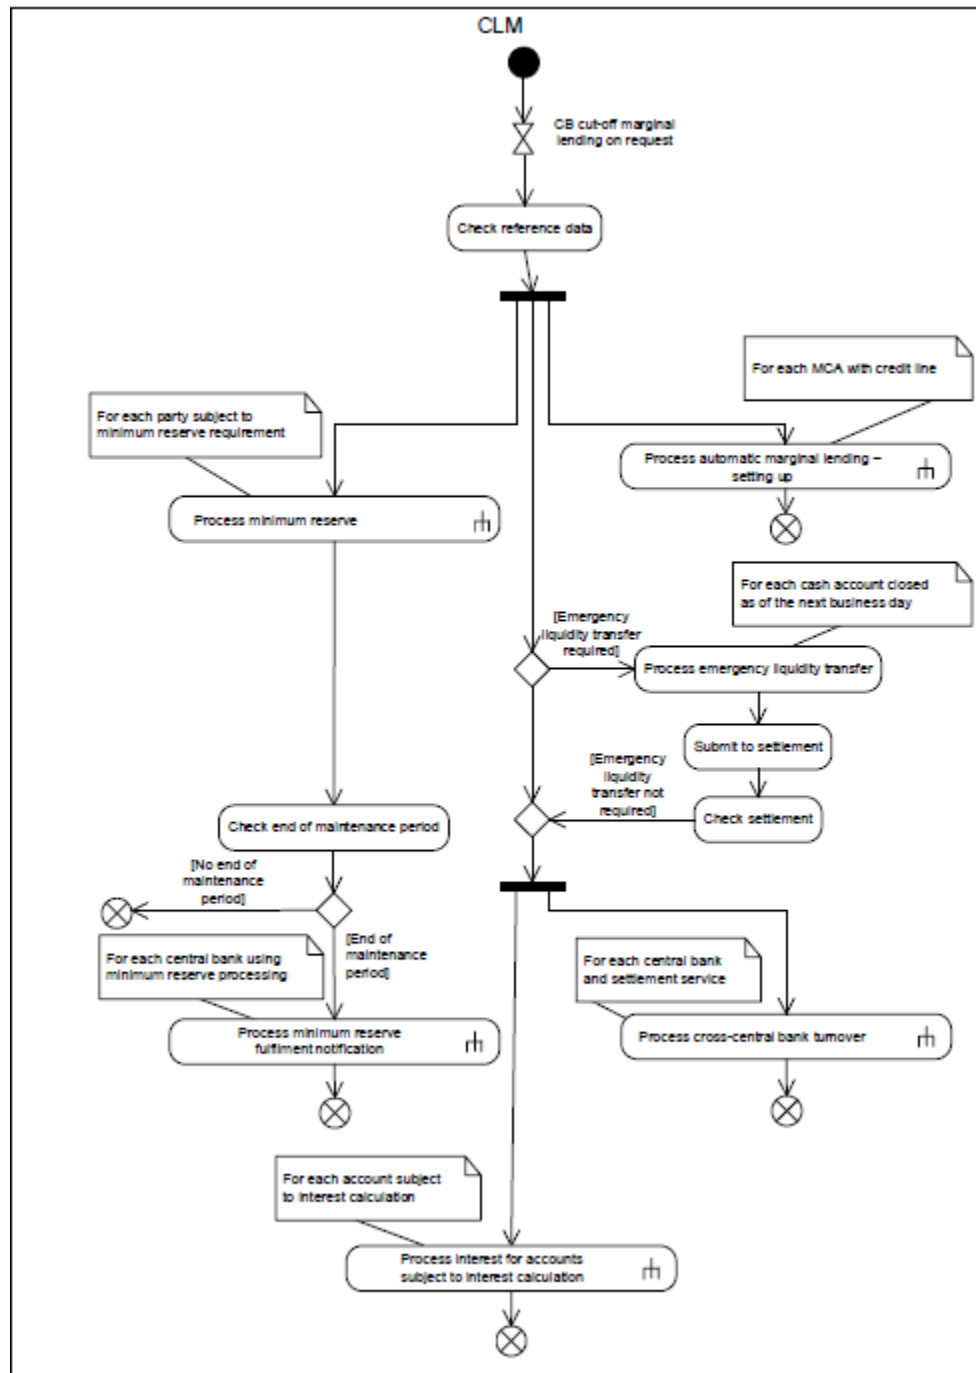 CLM
CB cut-off marginal
lending on request
Check reference data
For each MCA with credit line
For each party subject to
minimum reserve requirement
Process automatic marginal lending –
setting up
Process minimum reserve
For each cash account closed
as of the next business day
[Emergency
liquidity transfer
required]
Process emergency liquidity transfer
Submit to settlement
[Emergency
liquidity
transfer not
required]
Check settlement
Check end of maintenance period
[No end of
maintenance
period]
[End of
maintenance
period]
For each central bank using
minimum reserve processing
For each central bank
and settlement service
Process minimum reserve
fulfilment notification
Process cross-central bank turnover
For each account subject
to interest calculation
Process interest for accounts
subject to interest calculation